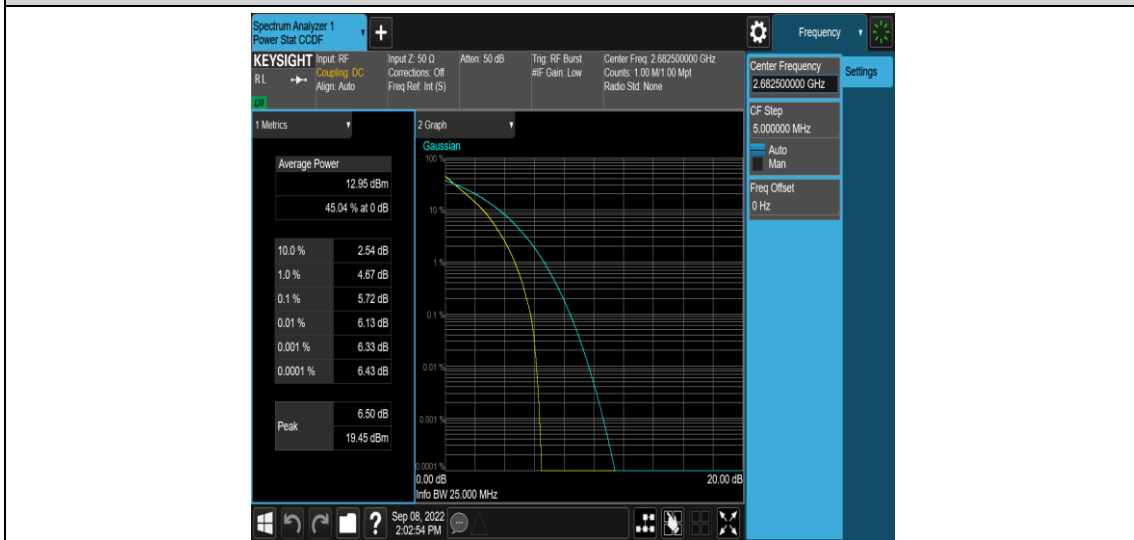 Spectrum Analyzer 1
Power Stat CCDF
+
Frequency
KEYSIGHT
RL
LNI
Input: RF
Coupling: DC
Align: Auto
Input Z: 50 Ω
Corrections: Off
Freq Ref: Int (S)
Atten: 50 dB
Trig: RF Burst
#IF Gain: Low
Center Freq: 2.682500000 GHz
Counts: 1.00 M/1.00 Mpt
Radio Std: None
Center Frequency
2.682500000 GHz
Settings
CF Step
5.000000 MHz
Auto
Man
Freq Offset
0 Hz
1 Metrics
Average Power
12.95 dBm
45.04 % at 0 dB
10.0 % 2.54 dB
1.0 % 4.67 dB
0.1 % 5.72 dB
0.01 % 6.13 dB
0.001 % 6.33 dB
0.0001 % 6.43 dB
Peak
6.50 dB
19.45 dBm
2 Graph
Gaussian
100 %
10 %
1 %
0.1 %
0.01 %
0.001 %
0.0001 %
0.00 dB 20.00 dB
Info BW 25.000 MHz
?
Sep 08, 2022
2:02:54 PM